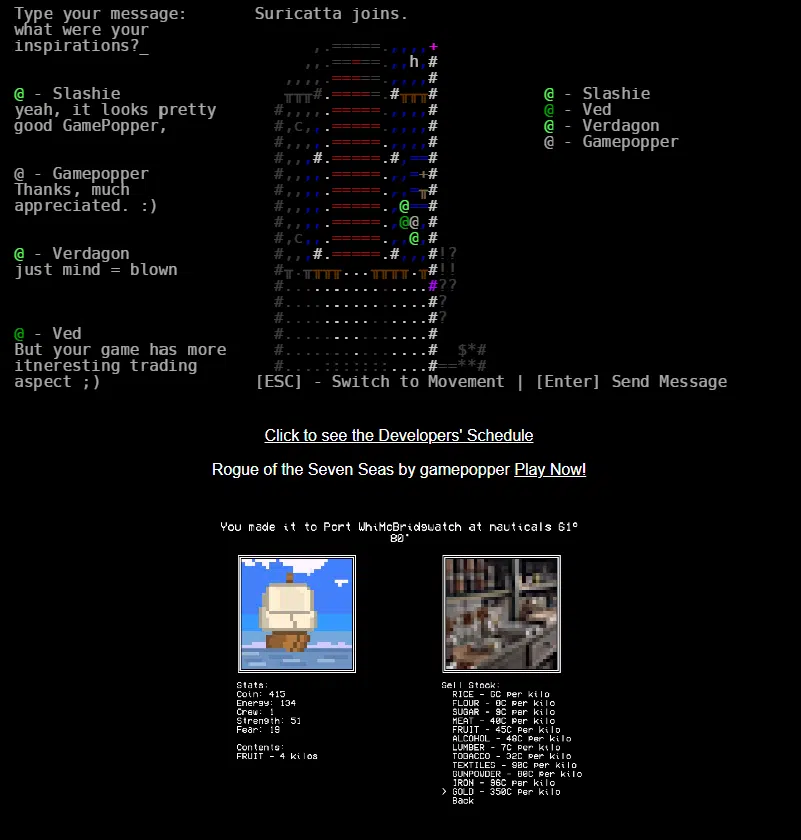 Type your message:
what were your
inspirations?_
@ - Slashie
yeah, it looks pretty
good GamePopper,
@ - Gamepopper
Thanks, much
appreciated. :)
@ - Verdagon
just mind = blown
@ - Ved
But your game has more
itneresting trading
aspect ;)
Suricatta joins.
@ - Slashie
@ - Ved
@ - Verdagon
@ - Gamepopper
[ESC] - Switch to Movement | [Enter] Send Message
Click to see the Developers' Schedule
Rogue of the Seven Seas by gamepopper Play Now!
You made it to Port WhiMcBridgwatch at nauticals 61°
80°
Stats:
Coin: 415
Energy: 134
Crew: 1
Strength: 51
Fear: 19
Contents:
FRUIT - 4 kilos
Sell Stock:
RICE - 6C per kilo
FLOUR - 8C per kilo
SUGAR - 9C per kilo
MEAT - 40C per kilo
FRUIT - 45C per kilo
ALCOHOL - 48C per kilo
LUMBER - 7C per kilo
TOBACCO - 32C per kilo
TEXTILES - 90C per kilo
GUNPOWDER - 80C per kilo
IRON - 96C per kilo
> GOLD - 350C per kilo
Back